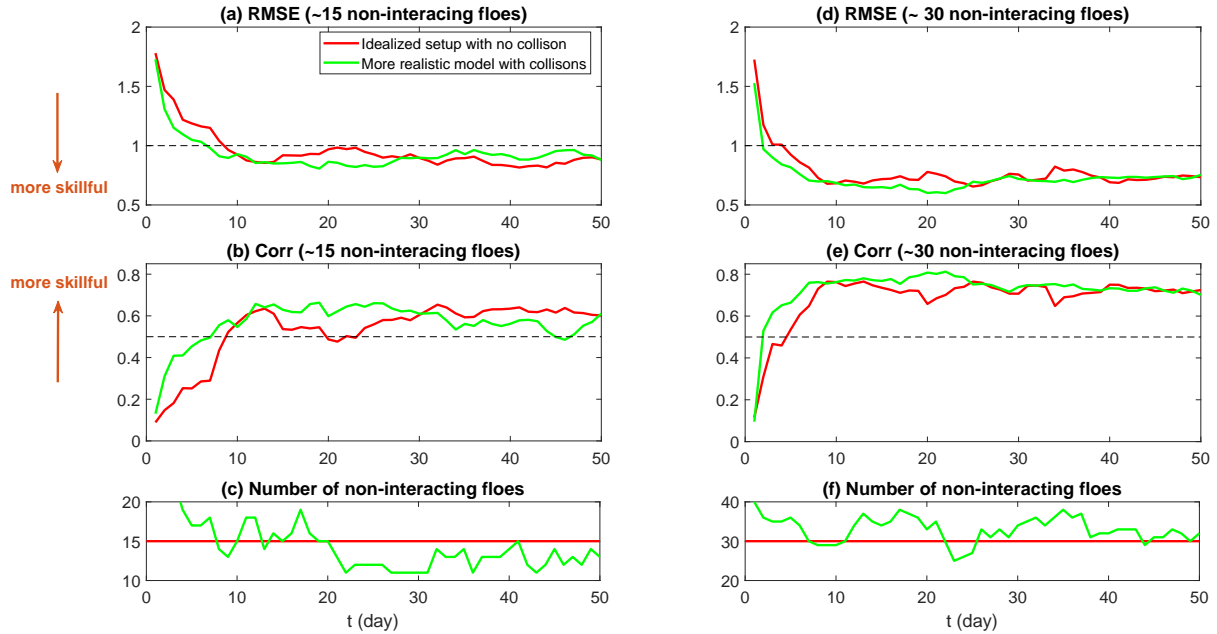 (a) RMSE (~15 non-interacing floes)
2
1.5
1
0.5
0 10 20 30 40 50
Idealized setup with no collision
More realistic model with collisons
more skillful
(b) Corr (~15 non-interacing floes)
0.8
0.6
0.4
0.2
0
0 10 20 30 40 50
more skillful
(c) Number of non-interacting floes
20
15
10
0 10 20 30 40 50
t (day)
(d) RMSE (~ 30 non-interacing floes)
2
1.5
1
0.5
0 10 20 30 40 50
(e) Corr (~30 non-interacing floes)
0.8
0.6
0.4
0.2
0
0 10 20 30 40 50
(f) Number of non-interacting floes
40
30
20
0 10 20 30 40 50
t (day)